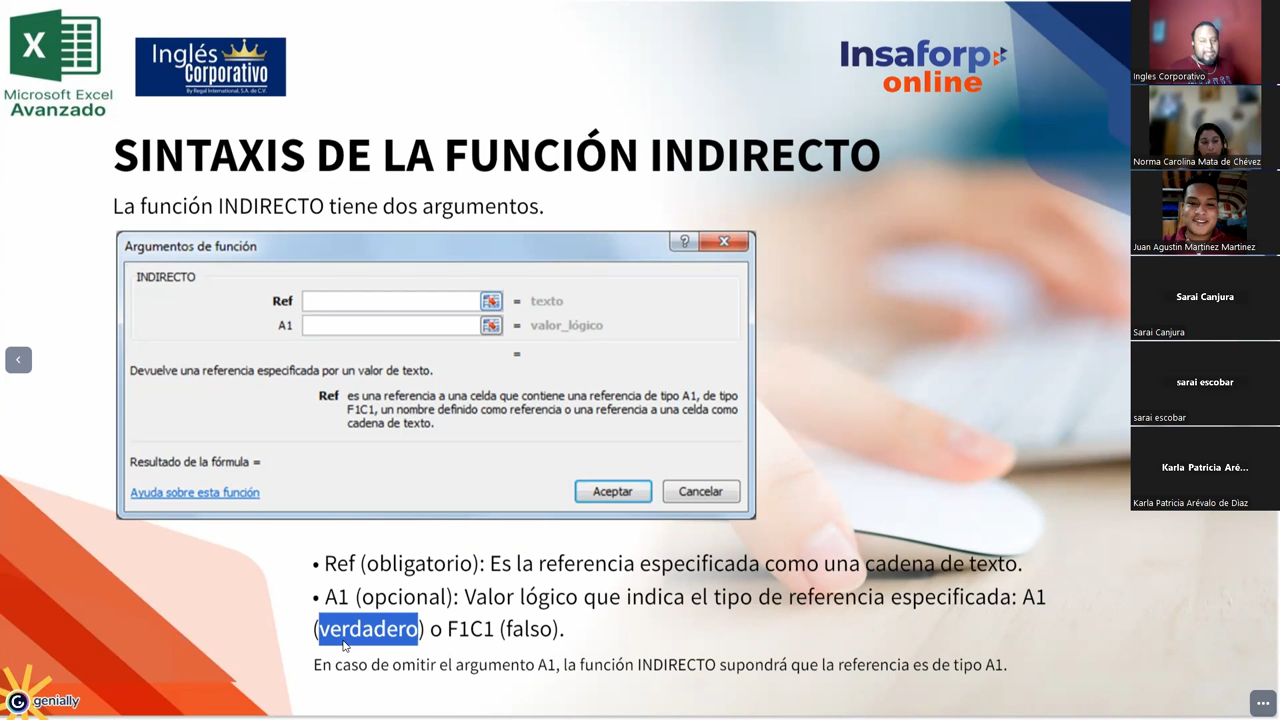 Microsoft Excel
Avanzado
Inglés
Corporativo
By Regal International, S.A. de C.V.
Insaforp
online
SINTAXIS DE LA FUNCIÓN INDIRECTO
La función INDIRECTO tiene dos argumentos.
Argumentos de función
INDIRECTO
Ref = texto
A1 = valor_lógico
=
Devuelve una referencia especificada por un valor de texto.
Ref es una referencia a una celda que contiene una referencia de tipo A1, de tipo
F1C1, un nombre definido como referencia o una referencia a una celda como
cadena de texto.
Resultado de la fórmula =
Ayuda sobre esta función
Aceptar
Cancelar
• Ref (obligatorio): Es la referencia especificada como una cadena de texto.
• A1 (opcional): Valor lógico que indica el tipo de referencia especificada: A1
(verdadero) o F1C1 (falso).
En caso de omitir el argumento A1, la función INDIRECTO supondrá que la referencia es de tipo A1.
genially
Ingles Corporativo
Norma Carolina Mata de Chévez
Juan Agustin Martinez Martinez
Sarai Canjura
Sarai Canjura
sarai escobar
sarai escobar
Karla Patricia Aré...
Karla Patricia Arévalo de Diaz